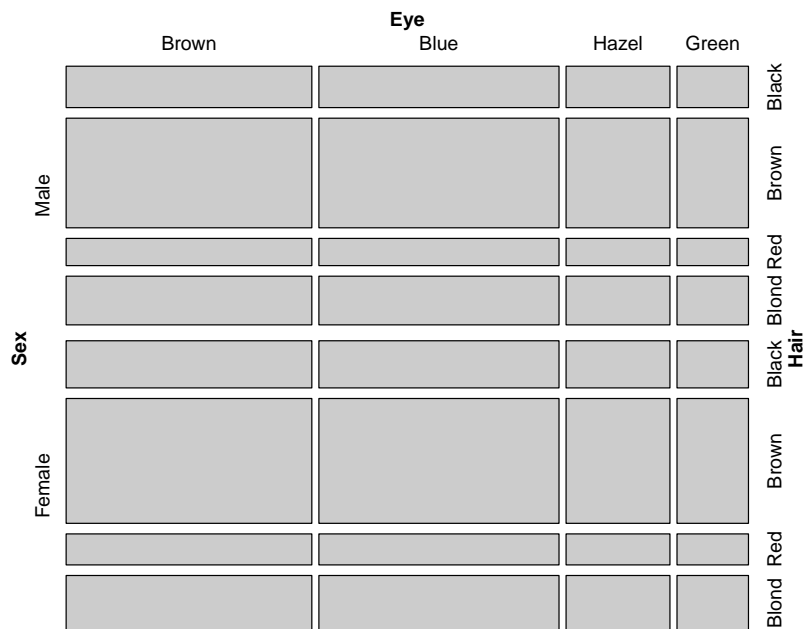 Eye
Brown Blue Hazel Green
Sex
Male
Female
Black
Brown
Red
Blond
Black
Brown
Red
Blond
Hair